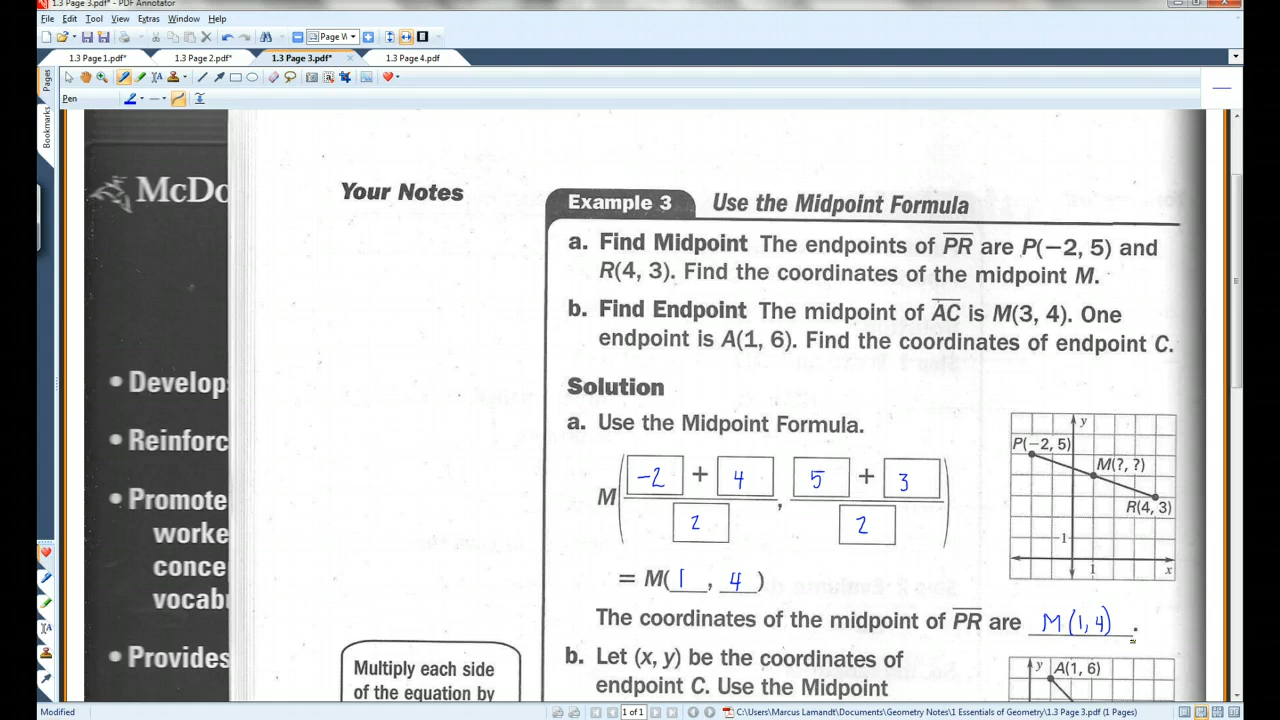 1.3 Page 3.pdf* - PDF Annotator
File Edit Tool View Extras Window Help
Page W
1.3 Page 1.pdf* 1.3 Page 2.pdf* 1.3 Page 3.pdf* 1.3 Page 4.pdf
Pages
Bookmarks
Pen
McDo
• Develop
• Reinforc
• Promote
worke
conce
vocabu
• Provides
Your Notes
Example 3 Use the Midpoint Formula
a. Find Midpoint The endpoints of PR are P(−2, 5) and
R(4, 3). Find the coordinates of the midpoint M.
b. Find Endpoint The midpoint of AC is M(3, 4). One
endpoint is A(1, 6). Find the coordinates of endpoint C.
Solution
a. Use the Midpoint Formula.
M( -2 + 4 , 5 + 3 )
2 2
= M( 1 , 4 )
y
P(−2, 5)
M(?, ?)
R(4, 3)
1
1 x
The coordinates of the midpoint of PR are M(1,4) .
b. Let (x, y) be the coordinates of
endpoint C. Use the Midpoint
y A(1, 6)
Multiply each side
of the equation by
Modified
1 of 1
C:\Users\Marcus Lamandt\Documents\Geometry Notes\1 Essentials of Geometry\1.3 Page 3.pdf (1 Pages)